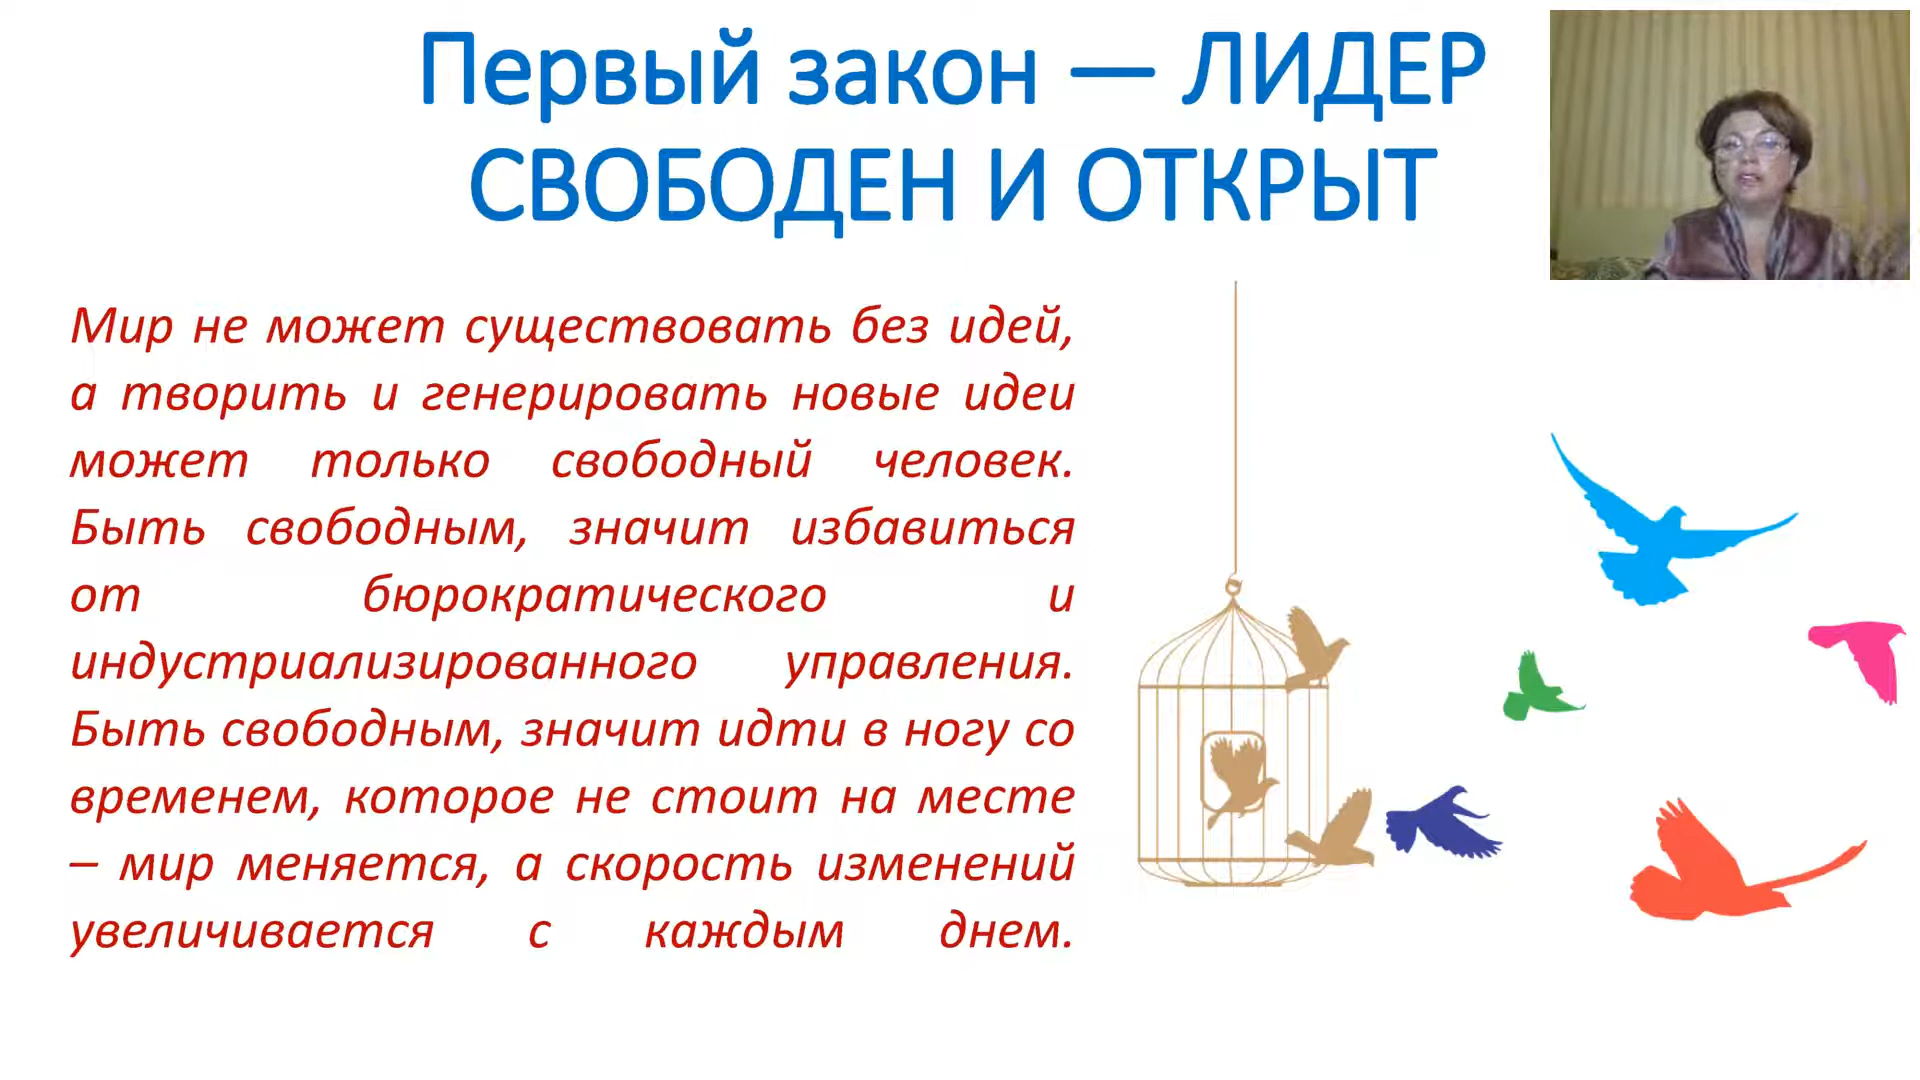 Первый закон — ЛИДЕР
СВОБОДЕН И ОТКРЫТ
Мир не может существовать без идей,
а творить и генерировать новые идеи
может только свободный человек.
Быть свободным, значит избавиться
от бюрократического и
индустриализированного управления.
Быть свободным, значит идти в ногу со
временем, которое не стоит на месте
– мир меняется, а скорость изменений
увеличивается с каждым днем.